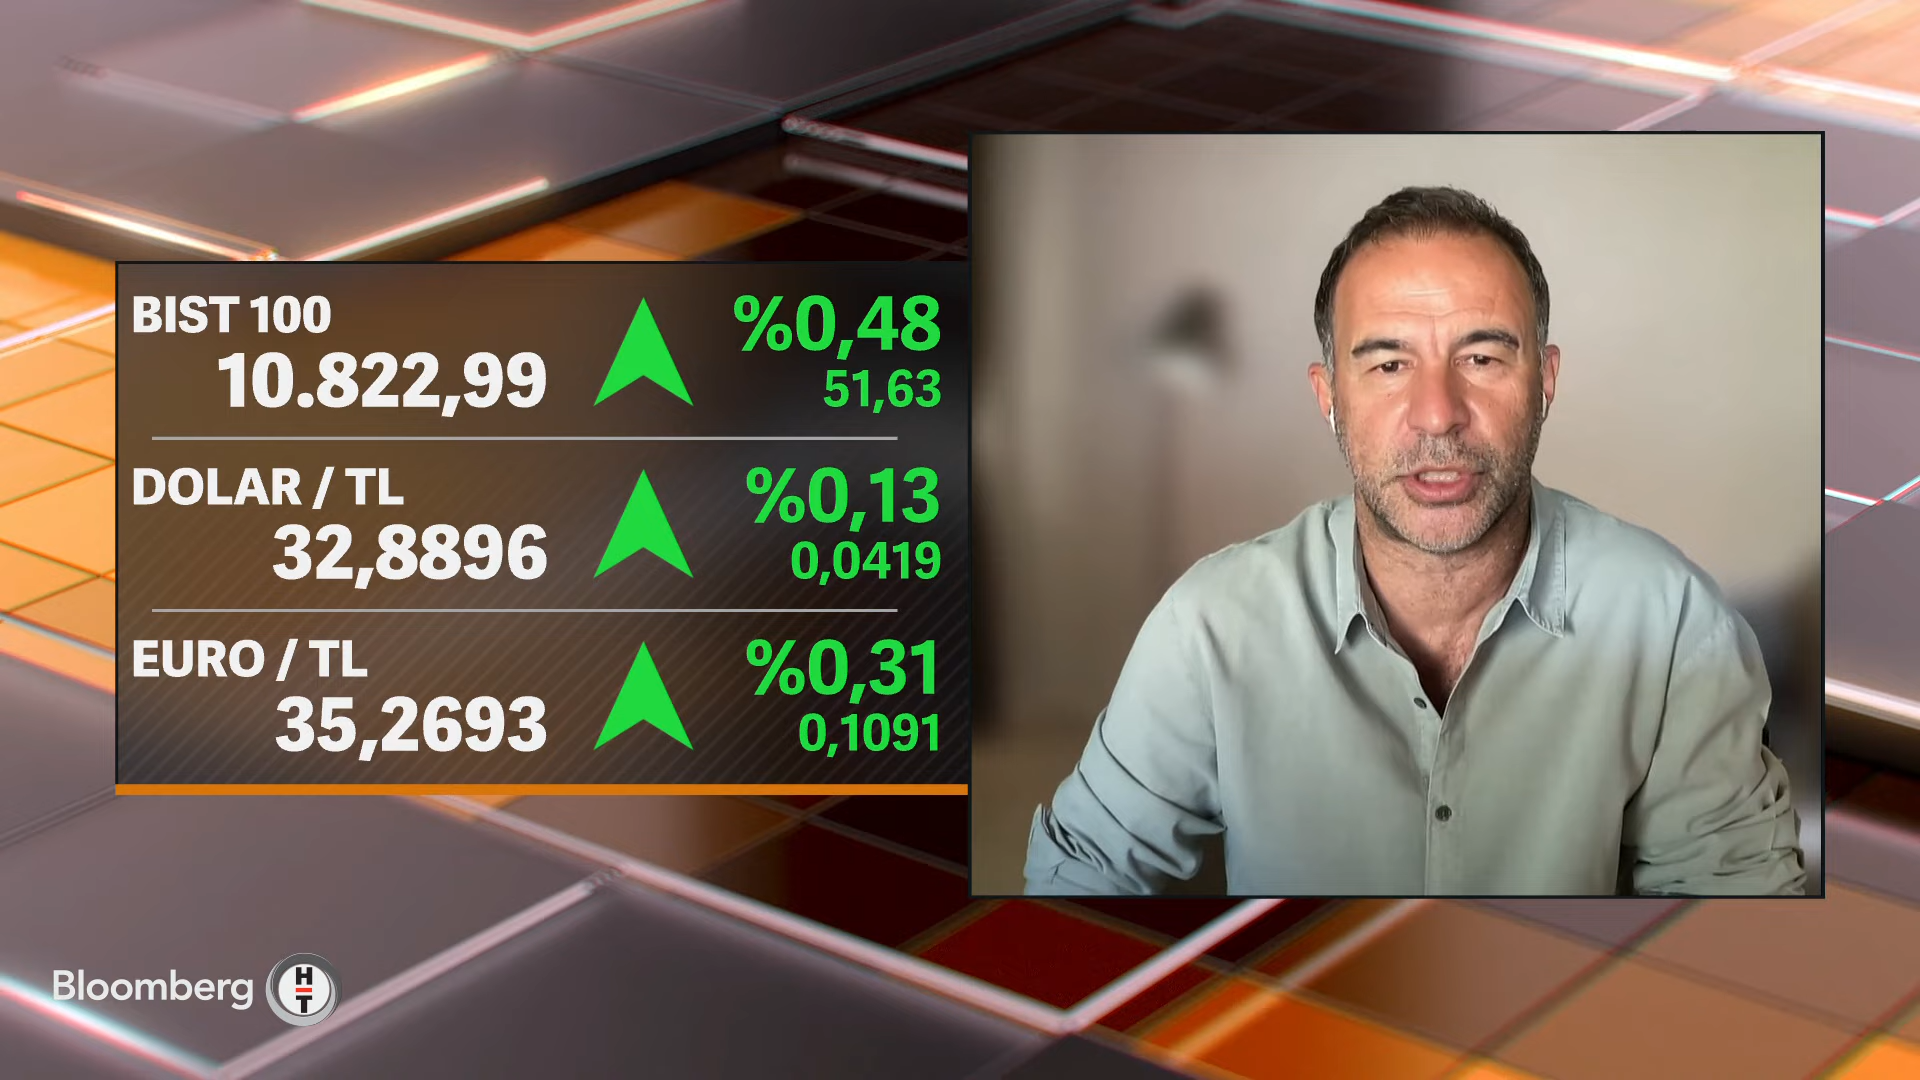 BIST 100
10.822,99
%0,48
51,63
DOLAR / TL
32,8896
%0,13
0,0419
EURO / TL
35,2693
%0,31
0,1091
Bloomberg HT